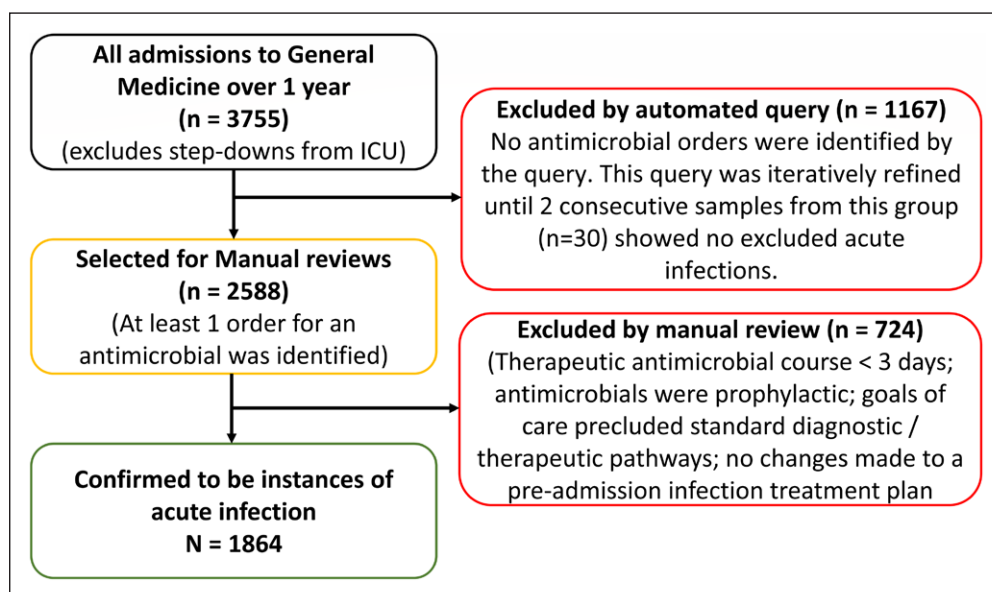 All admissions to General
Medicine over 1 year
(n = 3755)
(excludes step-downs from ICU)
Excluded by automated query (n = 1167)
No antimicrobial orders were identified by
the query. This query was iteratively refined
until 2 consecutive samples from this group
(n=30) showed no excluded acute
infections.
Selected for Manual reviews
(n = 2588)
(At least 1 order for an
antimicrobial was identified)
Excluded by manual review (n = 724)
(Therapeutic antimicrobial course < 3 days;
antimicrobials were prophylactic; goals of
care precluded standard diagnostic /
therapeutic pathways; no changes made to a
pre-admission infection treatment plan
Confirmed to be instances of
acute infection
N = 1864